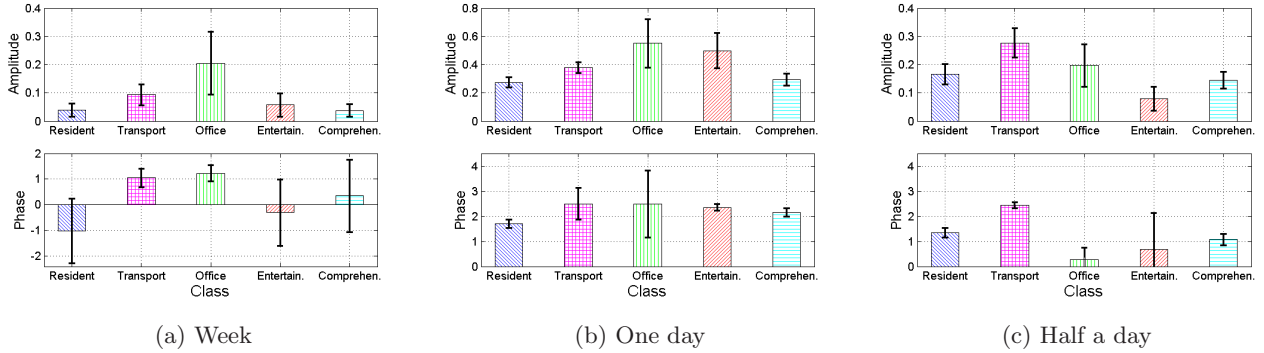 Amplitude
0.4
0.3
0.2
0.1
0
Resident Transport Office Entertain. Comprehen.
Phase
2
1
0
-1
-2
Resident Transport Office Entertain. Comprehen.
Class
(a) Week
Amplitude
0.8
0.6
0.4
0.2
0
Resident Transport Office Entertain. Comprehen.
Phase
4
3
2
1
0
Resident Transport Office Entertain. Comprehen.
Class
(b) One day
Amplitude
0.4
0.3
0.2
0.1
0
Resident Transport Office Entertain. Comprehen.
Phase
4
3
2
1
0
Resident Transport Office Entertain. Comprehen.
Class
(c) Half a day